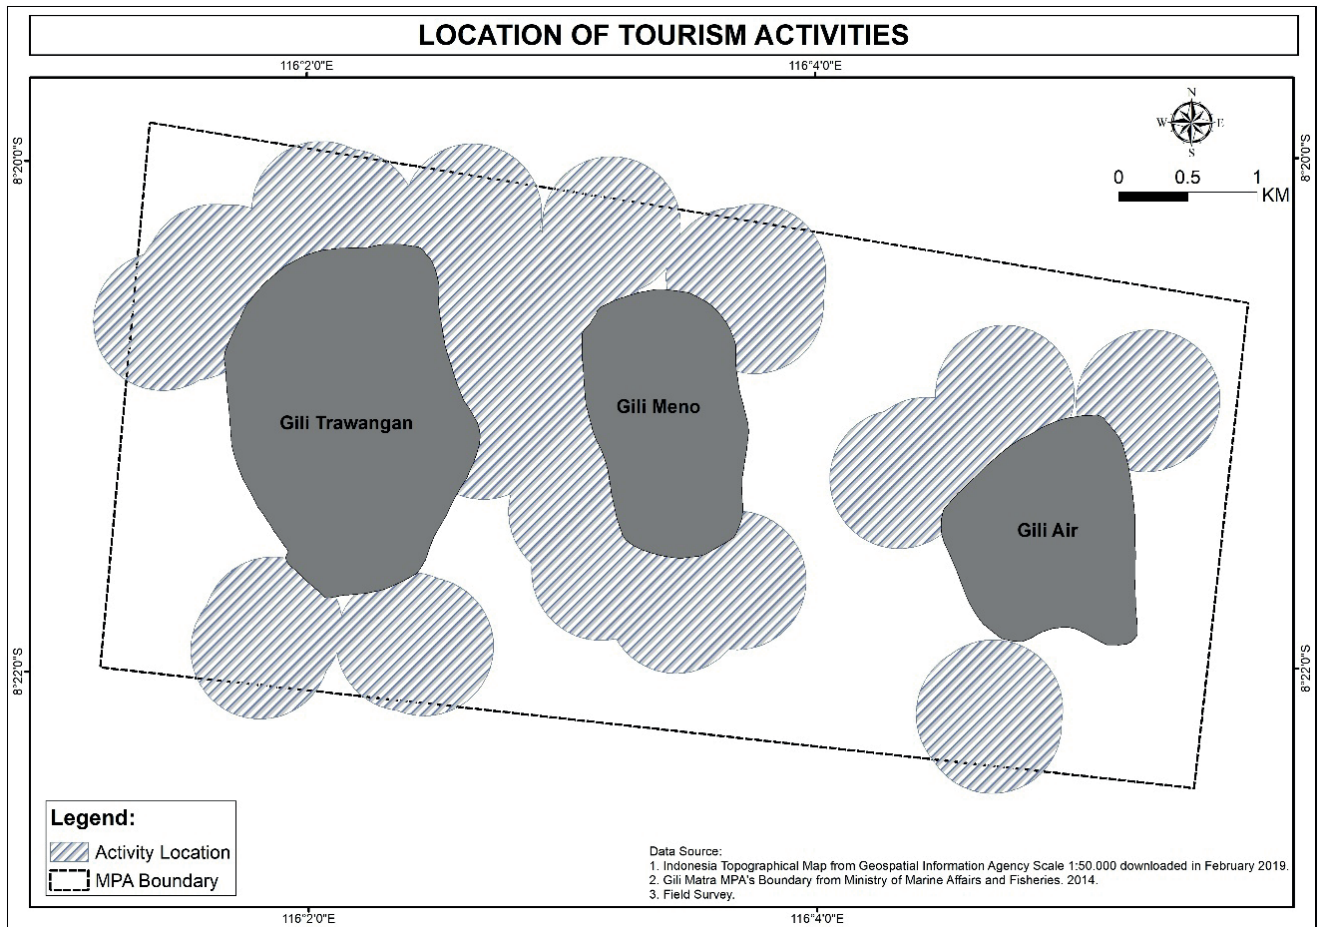 LOCATION OF TOURISM ACTIVITIES
116°2'0"E
116°4'0"E
8°20'0"S
8°20'0"S
N
W
E
S
0 0.5 1
KM
Gili Trawangan
Gili Meno
Gili Air
8°22'0"S
8°22'0"S
Legend:
Activity Location
MPA Boundary
Data Source:
1. Indonesia Topographical Map from Geospatial Information Agency Scale 1:50.000 downloaded in February 2019.
2. Gili Matra MPA's Boundary from Ministry of Marine Affairs and Fisheries. 2014.
3. Field Survey.
116°2'0"E
116°4'0"E